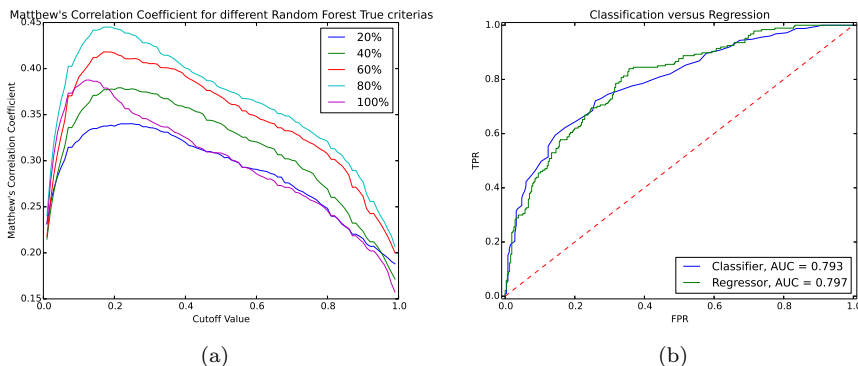 Matthew's Correlation Coefficient for different Random Forest True criterias
0.45
0.40
0.35
0.30
0.25
0.20
0.15
Matthew's Correlation Coefficient
20%
40%
60%
80%
100%
0.0 0.2 0.4 0.6 0.8 1.0
Cutoff Value
(a)
Classification versus Regression
1.0
0.8
0.6
0.4
0.2
0.0
TPR
Classifier, AUC = 0.793
Regressor, AUC = 0.797
0.0 0.2 0.4 0.6 0.8 1.0
FPR
(b)